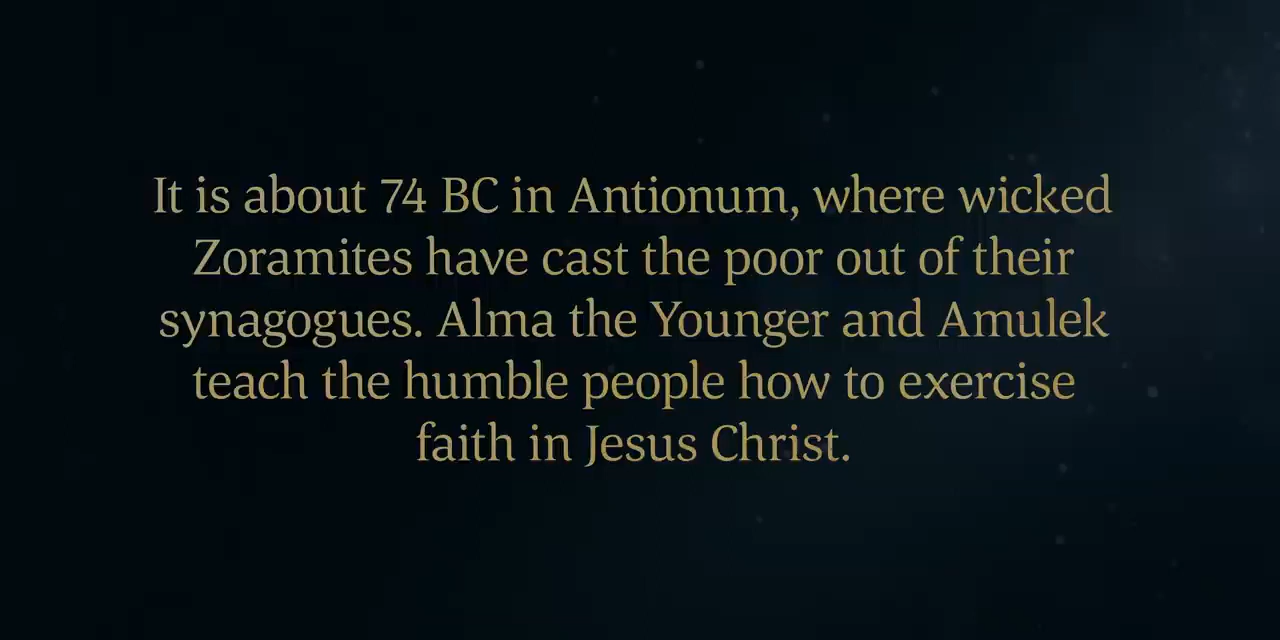 It is about 74 BC in Antionum, where wicked
Zoramites have cast the poor out of their
synagogues. Alma the Younger and Amulek
teach the humble people how to exercise
faith in Jesus Christ.